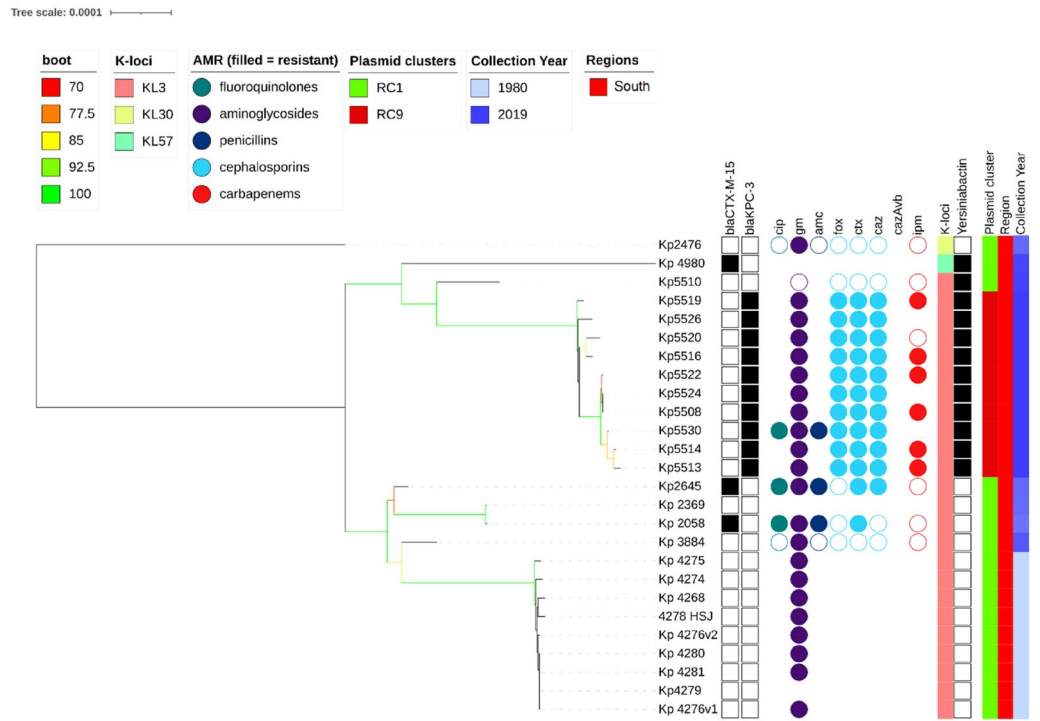 Tree scale: 0.0001
boot
70
77.5
85
92.5
100
K-loci
KL3
KL30
KL57
AMR (filled = resistant)
fluoroquinolones
aminoglycosides
penicillins
cephalosporins
carbapenems
Plasmid clusters
RC1
RC9
Collection Year
1980
2019
Regions
South
blaCTX-M-15
blaKPC-3
cip
gm
amc
fox
ctx
caz
cazAvb
ipm
K-loci
Yersiniabactin
Plasmid cluster
Region
Collection Year
Kp2476
Kp 4980
Kp5510
Kp5519
Kp5526
Kp5520
Kp5516
Kp5522
Kp5524
Kp5508
Kp5530
Kp5514
Kp5513
Kp2645
Kp 2369
Kp 2058
Kp 3884
Kp 4275
Kp 4274
Kp 4268
4278 HSJ
Kp 4276v2
Kp 4280
Kp 4281
Kp4279
Kp 4276v1